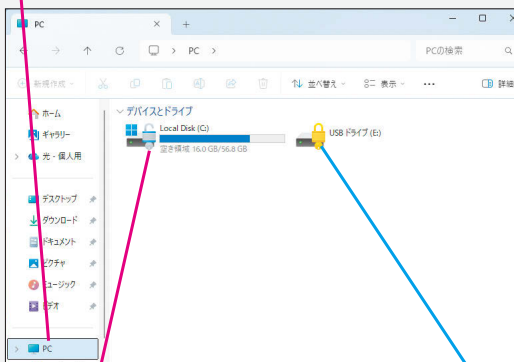 PC
PC
PCの検索
新規作成
並べ替え
表示
詳細
ホーム
ギャラリー
光 - 個人用
デスクトップ
ダウンロード
ドキュメント
ピクチャ
ミュージック
ビデオ
PC
デバイスとドライブ
Local Disk (C:)
空き領域 16.0 GB/56.8 GB
USB ドライブ (E:)